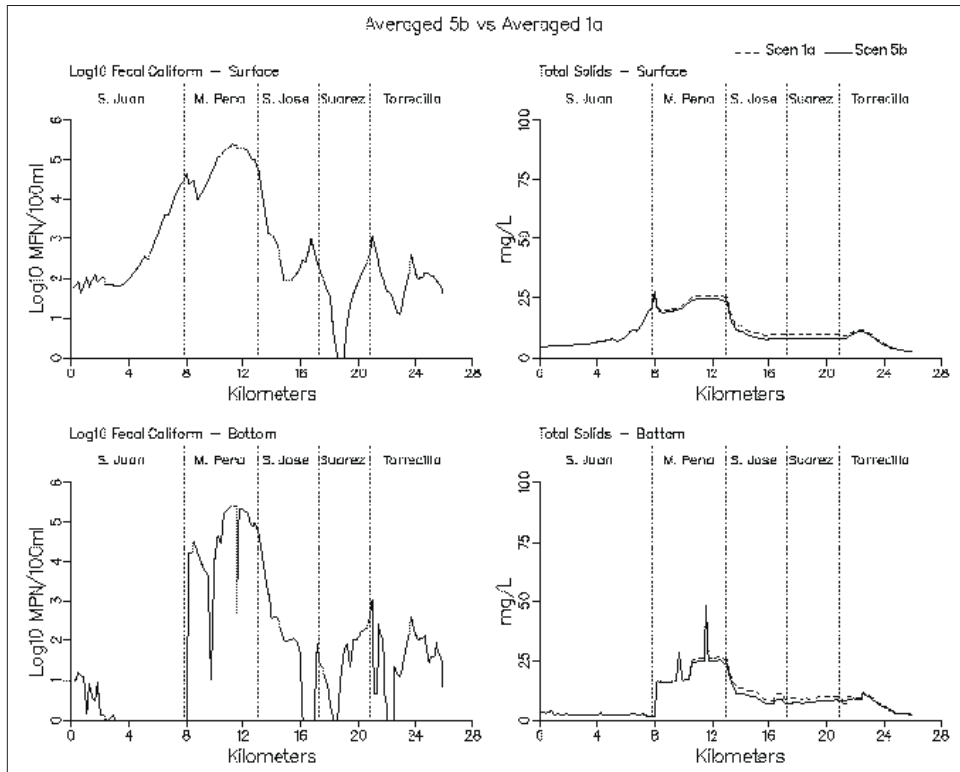 Averaged 5b vs Averaged 1a
Scen 1a
Scen 5b
Log10 Fecal Coliform – Surface
S. Juan M. Pena S. Jose Suarez Torrecilla
Log10 MPN/100ml
6
5
4
3
2
1
0
0 4 8 12 16 20 24 28
Kilometers
Total Solids – Surface
S. Juan M. Pena S. Jose Suarez Torrecilla
mg/L
100
75
50
25
0
0 4 8 12 16 20 24 28
Kilometers
Log10 Fecal Coliform – Bottom
S. Juan M. Pena S. Jose Suarez Torrecilla
Log10 MPN/100ml
6
5
4
3
2
1
0
0 4 8 12 16 20 24 28
Kilometers
Total Solids – Bottom
S. Juan M. Pena S. Jose Suarez Torrecilla
mg/L
100
75
50
25
0
0 4 8 12 16 20 24 28
Kilometers